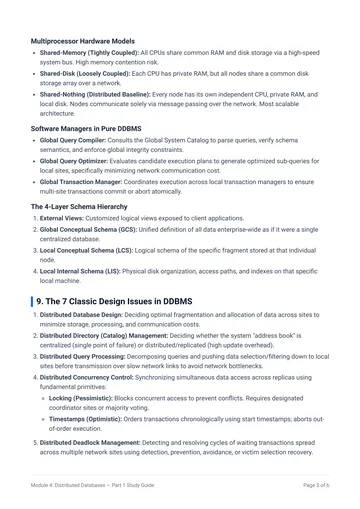 Multiprocessor Hardware Models
• Shared-Memory (Tightly Coupled): All CPUs share common RAM and disk storage via a high-speed
system bus. High memory contention risk.
• Shared-Disk (Loosely Coupled): Each CPU has private RAM, but all nodes share a common disk
storage array over a network.
• Shared-Nothing (Distributed Baseline): Every node has its own independent CPU, private RAM, and
local disk. Nodes communicate solely via message passing over the network. Most scalable
architecture.
Software Managers in Pure DDBMS
• Global Query Compiler: Consults the Global System Catalog to parse queries, verify schema
semantics, and enforce global integrity constraints.
• Global Query Optimizer: Evaluates candidate execution plans to generate optimized sub-queries for
local sites, specifically minimizing network communication cost.
• Global Transaction Manager: Coordinates execution across local transaction managers to ensure
multi-site transactions commit or abort atomically.
The 4-Layer Schema Hierarchy
1. External Views: Customized logical views exposed to client applications.
2. Global Conceptual Schema (GCS): Unified definition of all data enterprise-wide as if it were a single
centralized database.
3. Local Conceptual Schema (LCS): Logical schema of the specific fragment stored at that individual
node.
4. Local Internal Schema (LIS): Physical disk organization, access paths, and indexes on that specific
local machine.
9. The 7 Classic Design Issues in DDBMS
1. Distributed Database Design: Deciding optimal fragmentation and allocation of data across sites to
minimize storage, processing, and communication costs.
2. Distributed Directory (Catalog) Management: Deciding whether the system "address book" is
centralized (single point of failure) or distributed/replicated (high update overhead).
3. Distributed Query Processing: Decomposing queries and pushing data selection/filtering down to local
sites before transmission over slow network links to avoid network bottlenecks.
4. Distributed Concurrency Control: Synchronizing simultaneous data access across replicas using
fundamental primitives:
◦ Locking (Pessimistic): Blocks concurrent access to prevent conflicts. Requires designated
coordinator sites or majority voting.
◦ Timestamps (Optimistic): Orders transactions chronologically using start timestamps; aborts out-
of-order execution.
5. Distributed Deadlock Management: Detecting and resolving cycles of waiting transactions spread
across multiple network sites using detection, prevention, avoidance, or victim selection recovery.
Module 4: Distributed Databases — Part 1 Study Guide
Page 5 of 6